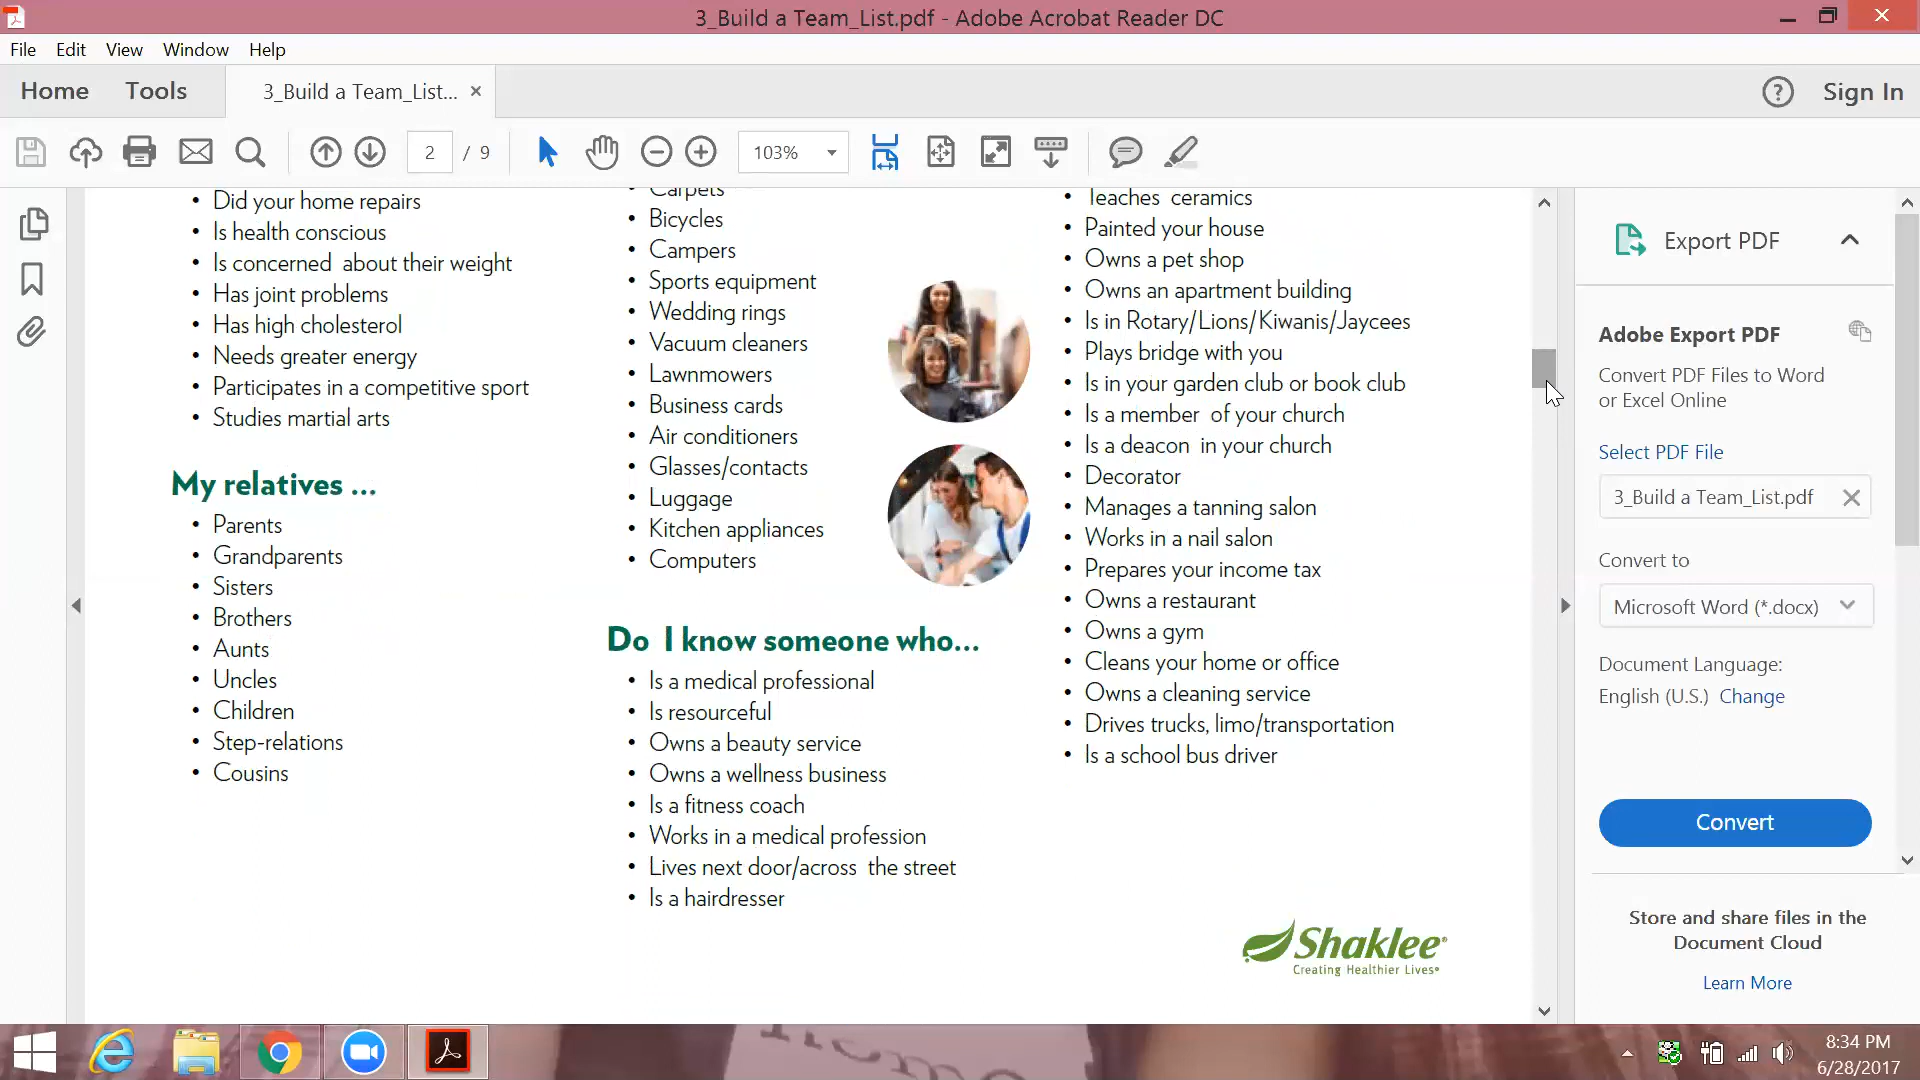 3_Build a Team_List.pdf - Adobe Acrobat Reader DC
File Edit View Window Help
Home Tools 3_Build a Team_List... × ? Sign In
2 / 9 103%
• Did your home repairs
• Is health conscious
• Is concerned about their weight
• Has joint problems
• Has high cholesterol
• Needs greater energy
• Participates in a competitive sport
• Studies martial arts
My relatives ...
• Parents
• Grandparents
• Sisters
• Brothers
• Aunts
• Uncles
• Children
• Step-relations
• Cousins
• Carpets
• Bicycles
• Campers
• Sports equipment
• Wedding rings
• Vacuum cleaners
• Lawnmowers
• Business cards
• Air conditioners
• Glasses/contacts
• Luggage
• Kitchen appliances
• Computers
Do I know someone who...
• Is a medical professional
• Is resourceful
• Owns a beauty service
• Owns a wellness business
• Is a fitness coach
• Works in a medical profession
• Lives next door/across the street
• Is a hairdresser
• Teaches ceramics
• Painted your house
• Owns a pet shop
• Owns an apartment building
• Is in Rotary/Lions/Kiwanis/Jaycees
• Plays bridge with you
• Is in your garden club or book club
• Is a member of your church
• Is a deacon in your church
• Decorator
• Manages a tanning salon
• Works in a nail salon
• Prepares your income tax
• Owns a restaurant
• Owns a gym
• Cleans your home or office
• Owns a cleaning service
• Drives trucks, limo/transportation
• Is a school bus driver
Shaklee®
Creating Healthier Lives®
Export PDF
Adobe Export PDF
Convert PDF Files to Word
or Excel Online
Select PDF File
3_Build a Team_List.pdf
Convert to
Microsoft Word (*.docx)
Document Language:
English (U.S.) Change
Convert
Store and share files in the
Document Cloud
Learn More
8:34 PM
6/28/2017